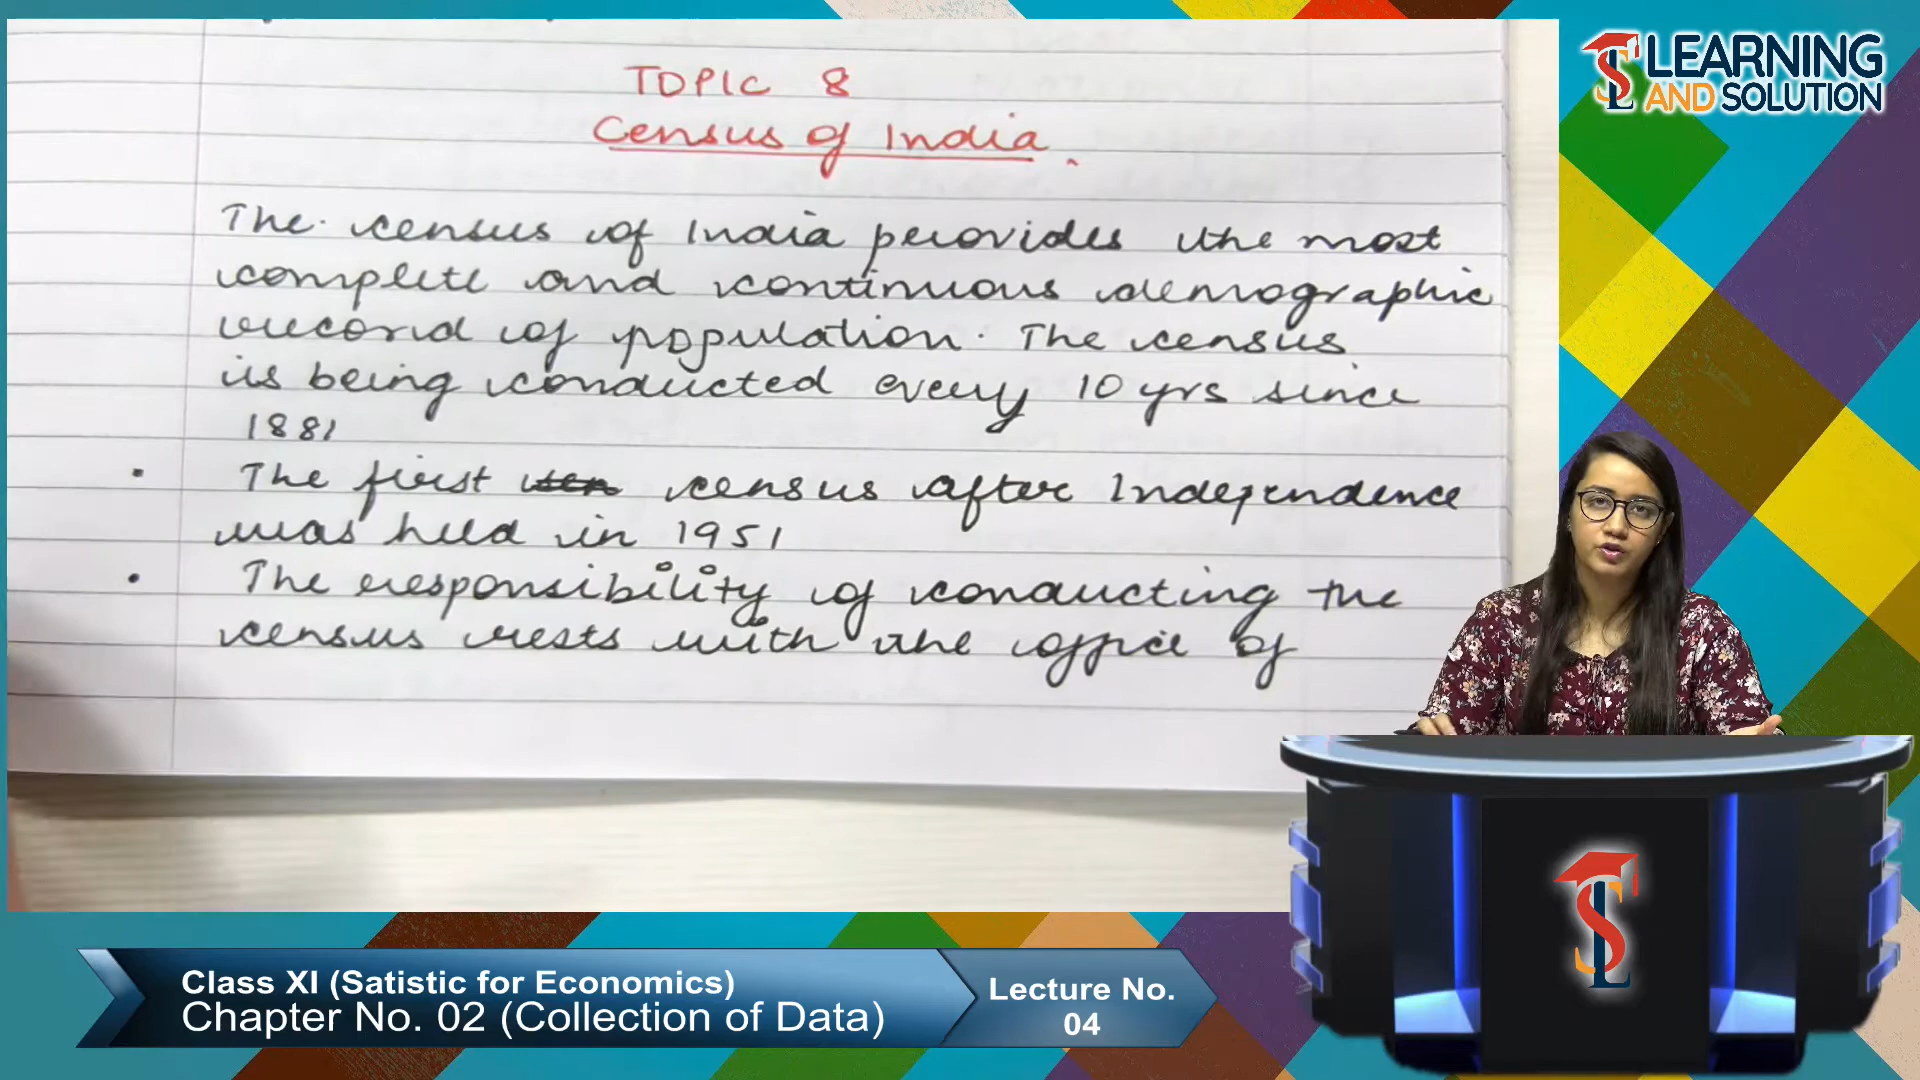 TOPIC 8
Census of India.
The census of India provides the most
complete and continuous demographic
record of population. The census
is being conducted every 10 yrs since
1881
• The first census after Independence
was held in 1951
• The responsibility of conducting the
census rests with the office of
LEARNING
AND SOLUTION
Class XI (Satistic for Economics)
Chapter No. 02 (Collection of Data)
Lecture No.
04